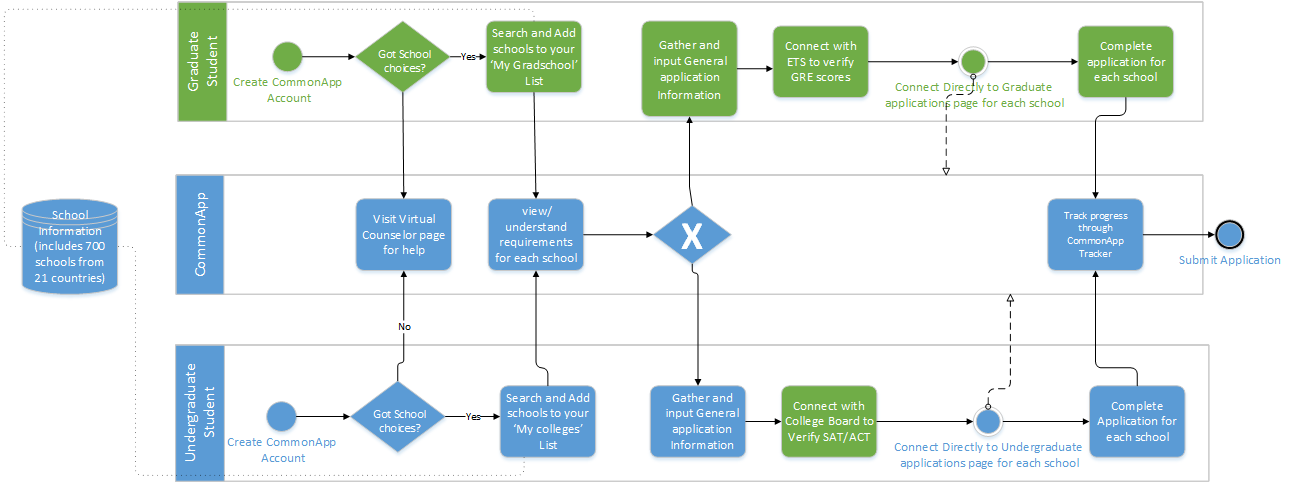 Graduate
Student
Create CommonApp
Account
Got School
choices?
Yes
Search and Add
schools to your
‘My Gradschool’
List
Gather and
input General
application
Information
Connect with
ETS to verify
GRE scores
Connect Directly to Graduate
applications page for each school
Complete
application for
each school
School
Information
(includes 700
schools from
21 countries)
CommonApp
Visit Virtual
Counselor page
for help
view/
understand
requirements
for each school
X
Track progress
through
CommonApp
Tracker
Submit Application
No
Undergraduate
Student
Create CommonApp
Account
Got School
choices?
Yes
Search and Add
schools to your
‘My colleges’
List
Gather and
input General
application
Information
Connect with
College Board to
Verify SAT/ACT
Connect Directly to Undergraduate
applications page for each school
Complete
Application for
each school